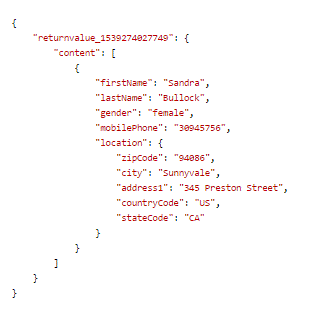 {
    "returnvalue_1539274027749": {
        "content": [
            {
                "firstName": "Sandra",
                "lastName": "Bullock",
                "gender": "female",
                "mobilePhone": "30945756",
                "location": {
                    "zipCode": "94086",
                    "city": "Sunnyvale",
                    "address1": "345 Preston Street",
                    "countryCode": "US",
                    "stateCode": "CA"
                }
            }
        ]
    }
}